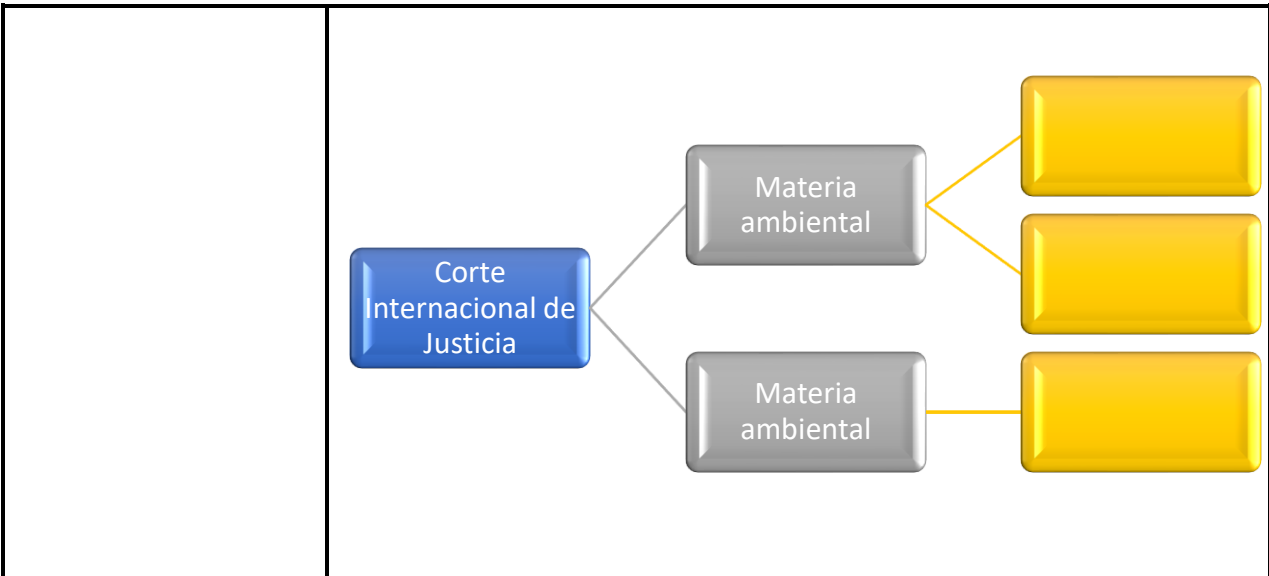 Materia
ambiental
Corte
Internacional de
Justicia
Materia
ambiental